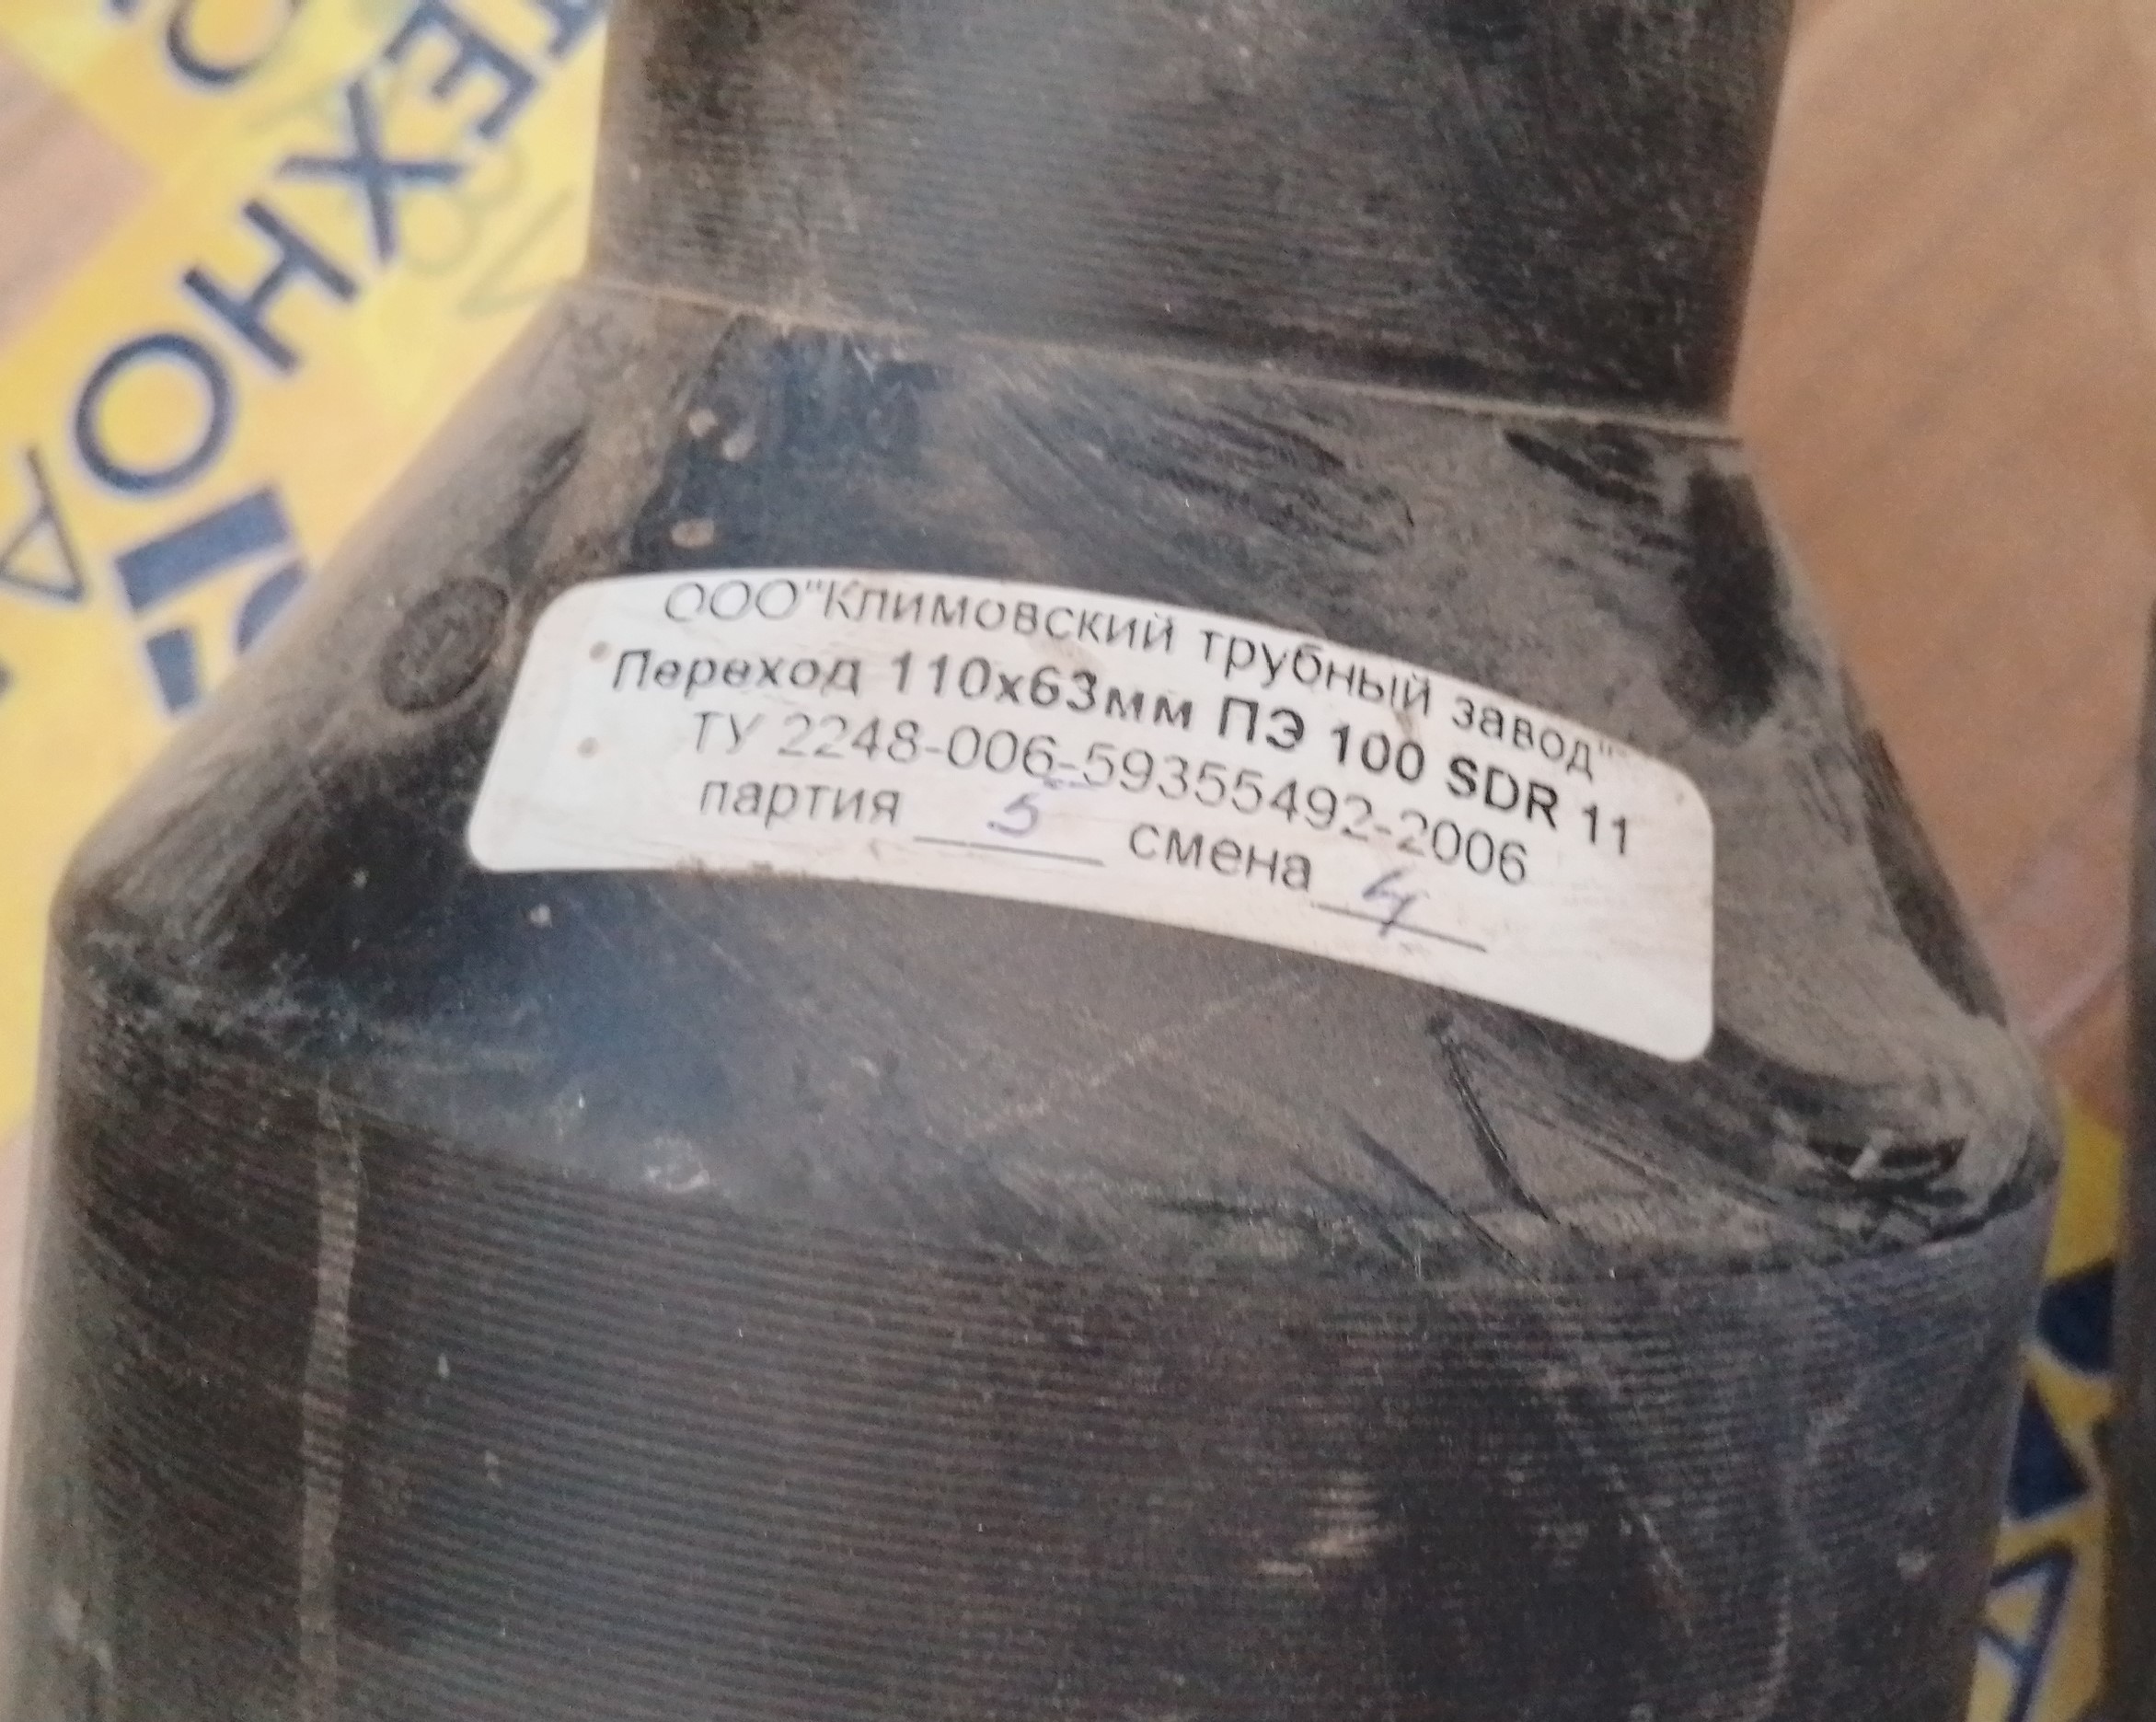 ООО"Климовский трубный завод"
Переход 110х63мм ПЭ 100 SDR 11
ТУ 2248-006-59355492-2006
партия 5 смена 4
ТЕХНО